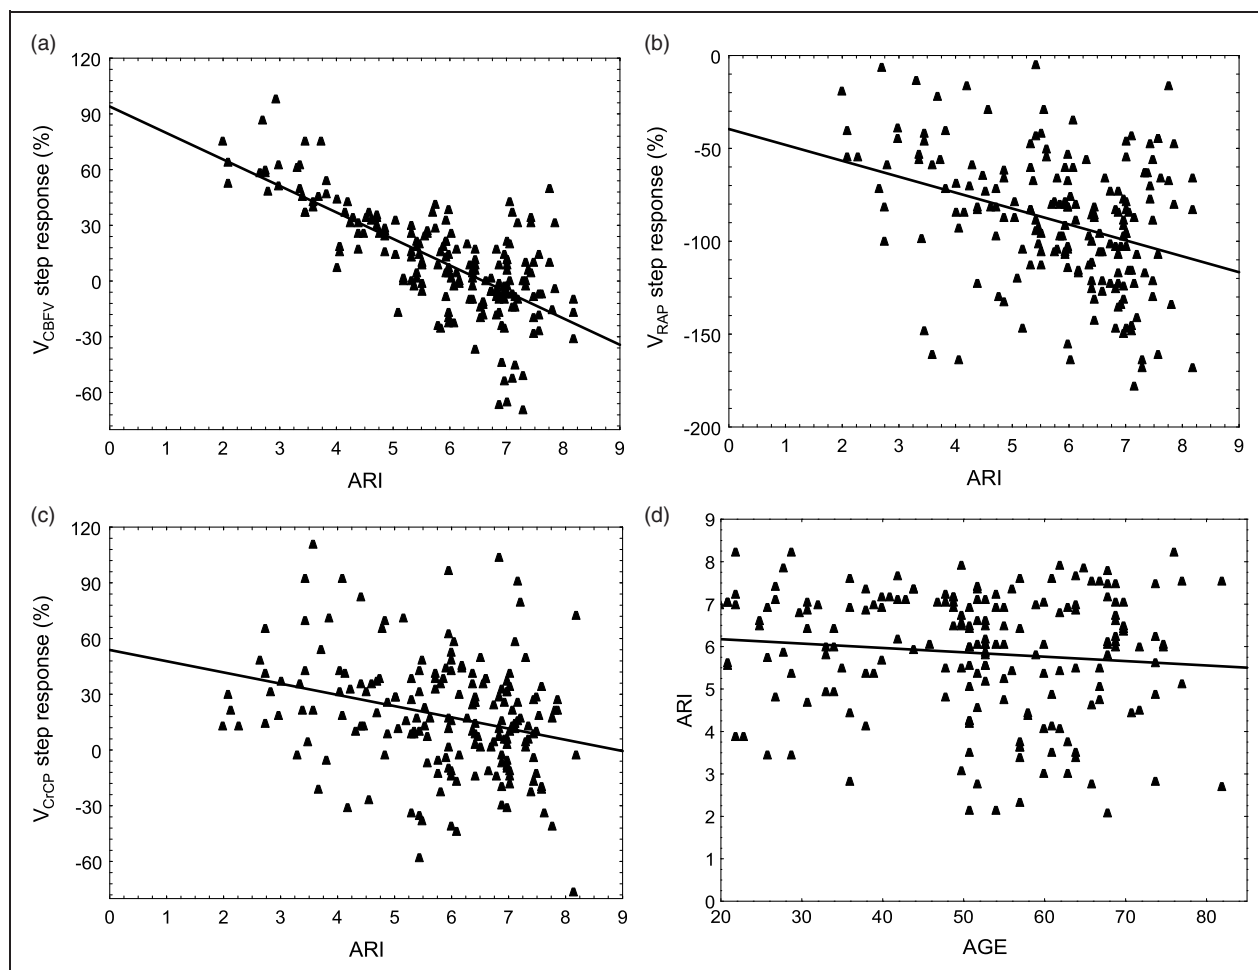 (a)
120
90
60
30
0
-30
-60
V_CBFV step response (%)
0 1 2 3 4 5 6 7 8 9
ARI
(b)
0
-50
-100
-150
-200
V_RAP step response (%)
0 1 2 3 4 5 6 7 8 9
ARI
(c)
120
90
60
30
0
-30
-60
V_CrCP step response (%)
0 1 2 3 4 5 6 7 8 9
ARI
(d)
9
8
7
6
5
4
3
2
1
0
ARI
20 30 40 50 60 70 80
AGE